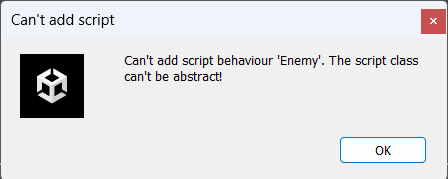 Can't add script
Can't add script behaviour 'Enemy'. The script class
can't be abstract!
OK